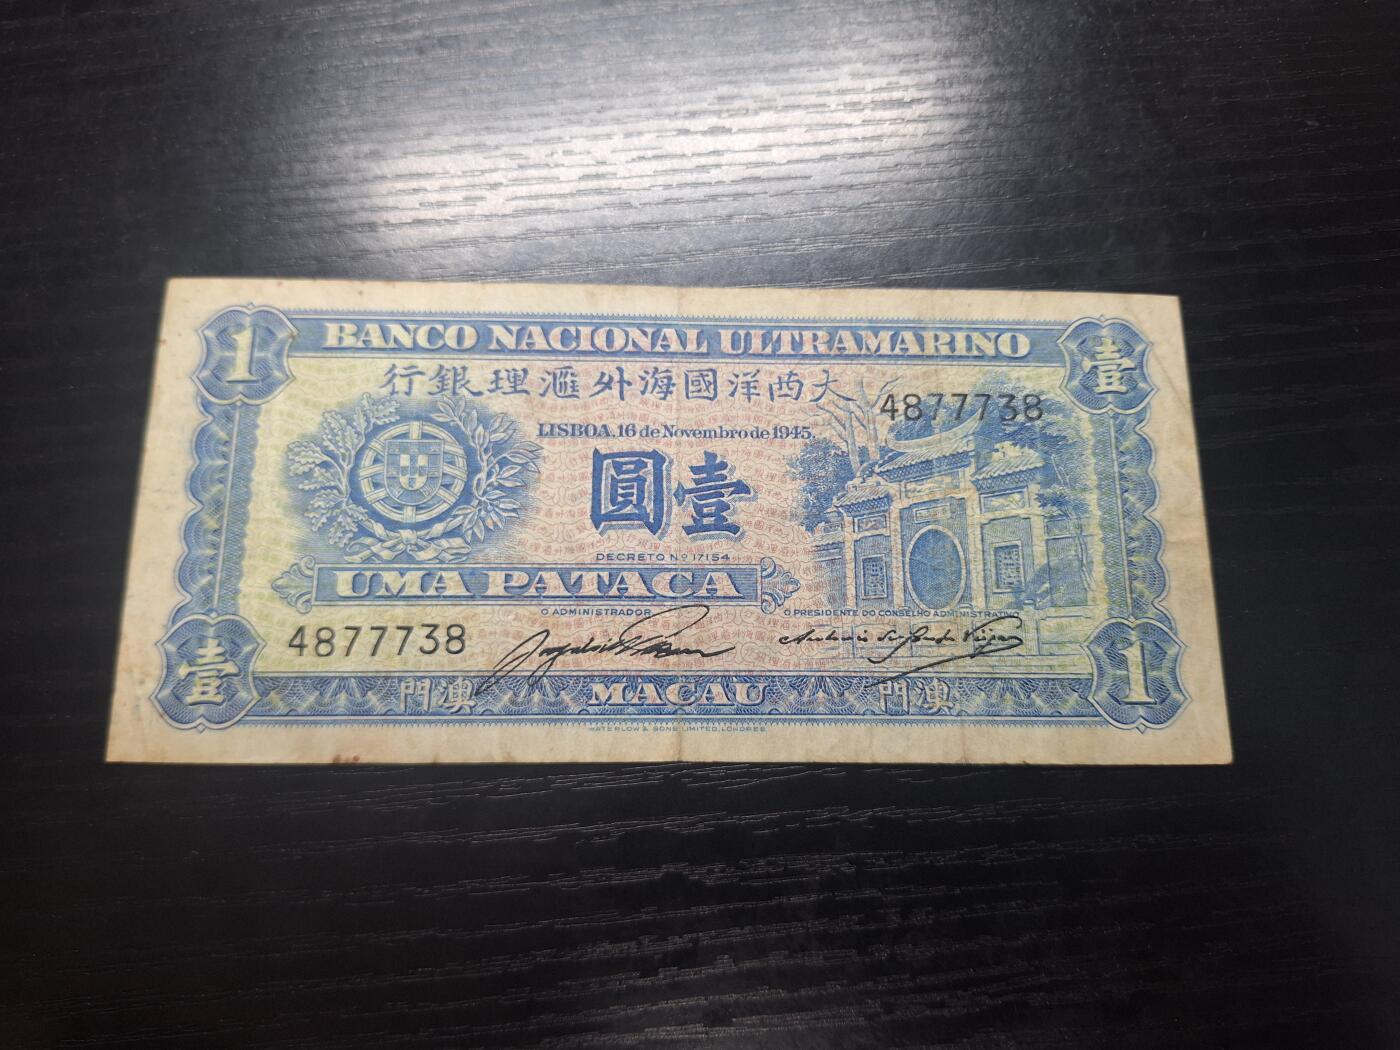 1 BANCO NACIONAL ULTRAMARINO 壹
行銀理滙外海國洋西大
4877738
LISBOA, 16 de Novembro de 1945.
圓壹
DECRETO Nº 17154
UMA PATACA
O ADMINISTRADOR
O PRESIDENTE DO CONSELHO ADMINISTRATIVO
4877738
壹 門澳 MACAU 門澳 1
WATERLOW & SONS LIMITED, LONDRES.